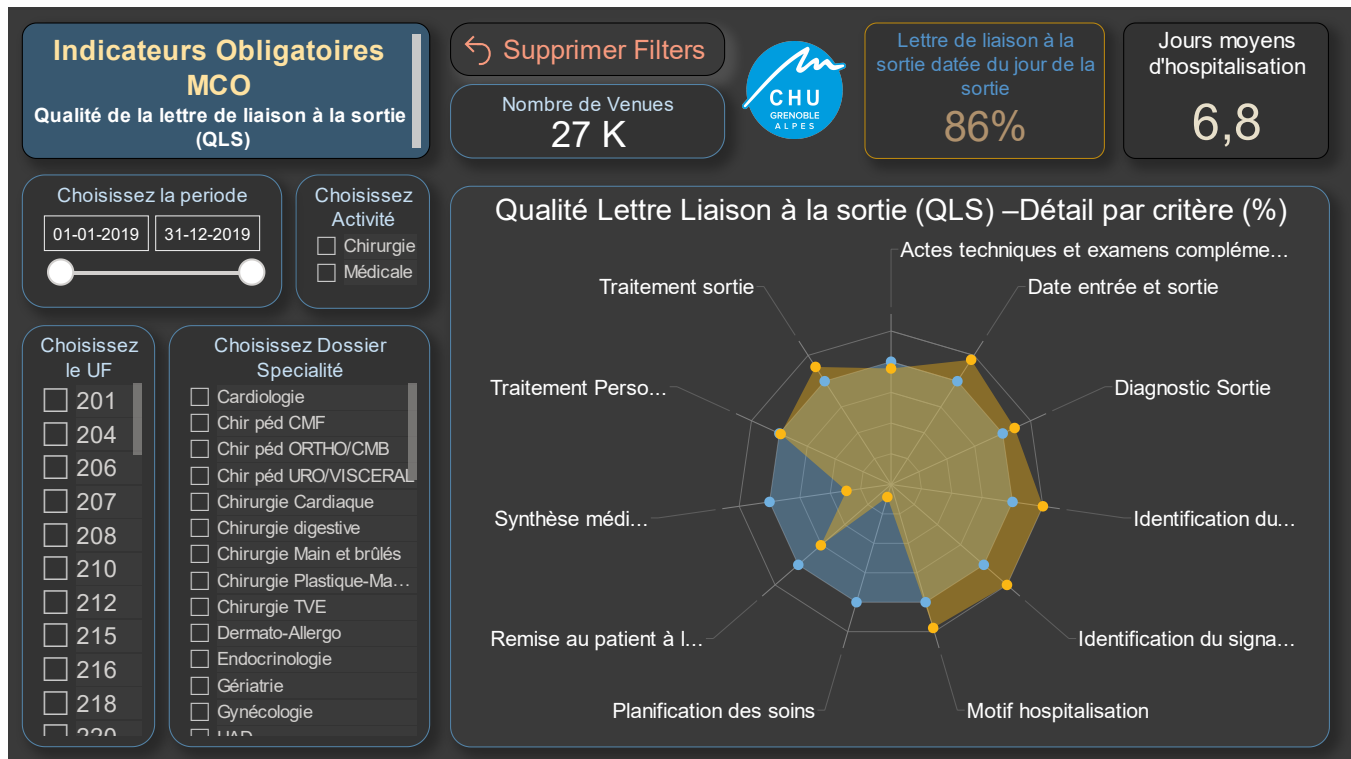 Indicateurs Obligatoires
MCO
Qualité de la lettre de liaison à la sortie
(QLS)
Supprimer Filters
Nombre de Venues
27 K
CHU
GRENOBLE
ALPES
Lettre de liaison à la
sortie datée du jour de la
sortie
86%
Jours moyens
d'hospitalisation
6,8
Choisissez la periode
01-01-2019
31-12-2019
Choisissez
Activité
Chirurgie
Médicale
Choisissez
le UF
201
204
206
207
208
210
212
215
216
218
220
Choisissez Dossier
Specialité
Cardiologie
Chir péd CMF
Chir péd ORTHO/CMB
Chir péd URO/VISCERAL
Chirurgie Cardiaque
Chirurgie digestive
Chirurgie Main et brûlés
Chirurgie Plastique-Ma...
Chirurgie TVE
Dermato-Allergo
Endocrinologie
Gériatrie
Gynécologie
Qualité Lettre Liaison à la sortie (QLS) –Détail par critère (%)
Actes techniques et examens compléme...
Date entrée et sortie
Diagnostic Sortie
Identification du...
Identification du signa...
Motif hospitalisation
Planification des soins
Remise au patient à l...
Synthèse médi...
Traitement Perso...
Traitement sortie